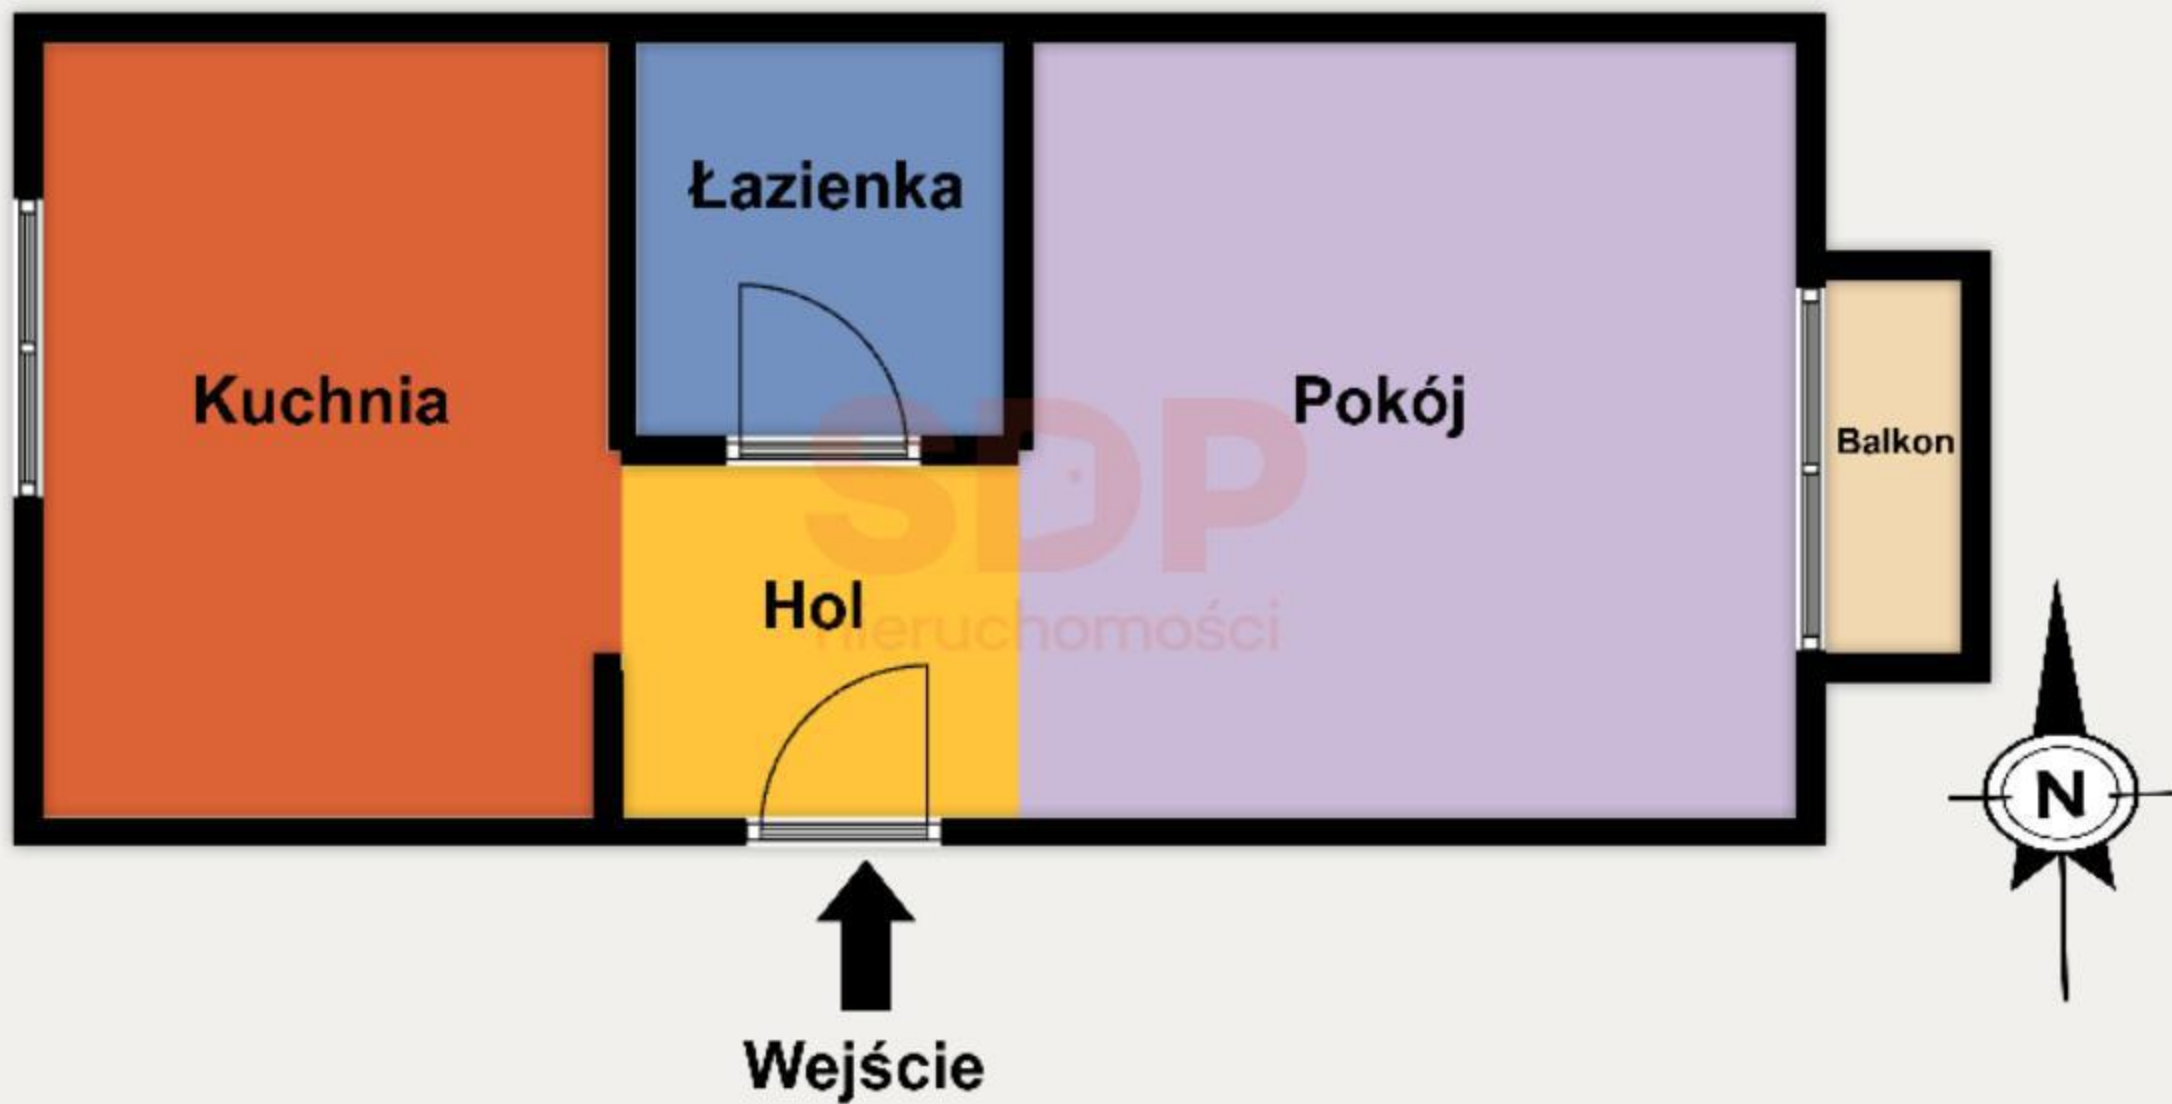 Łazienka
Kuchnia
Pokój
Balkon
SDP
Hol
nieruchomości
N
Wejście